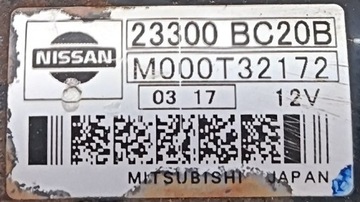 NISSAN
23300 BC20B
M000T32172
03 17 12V
MITSUBISHI JAPAN